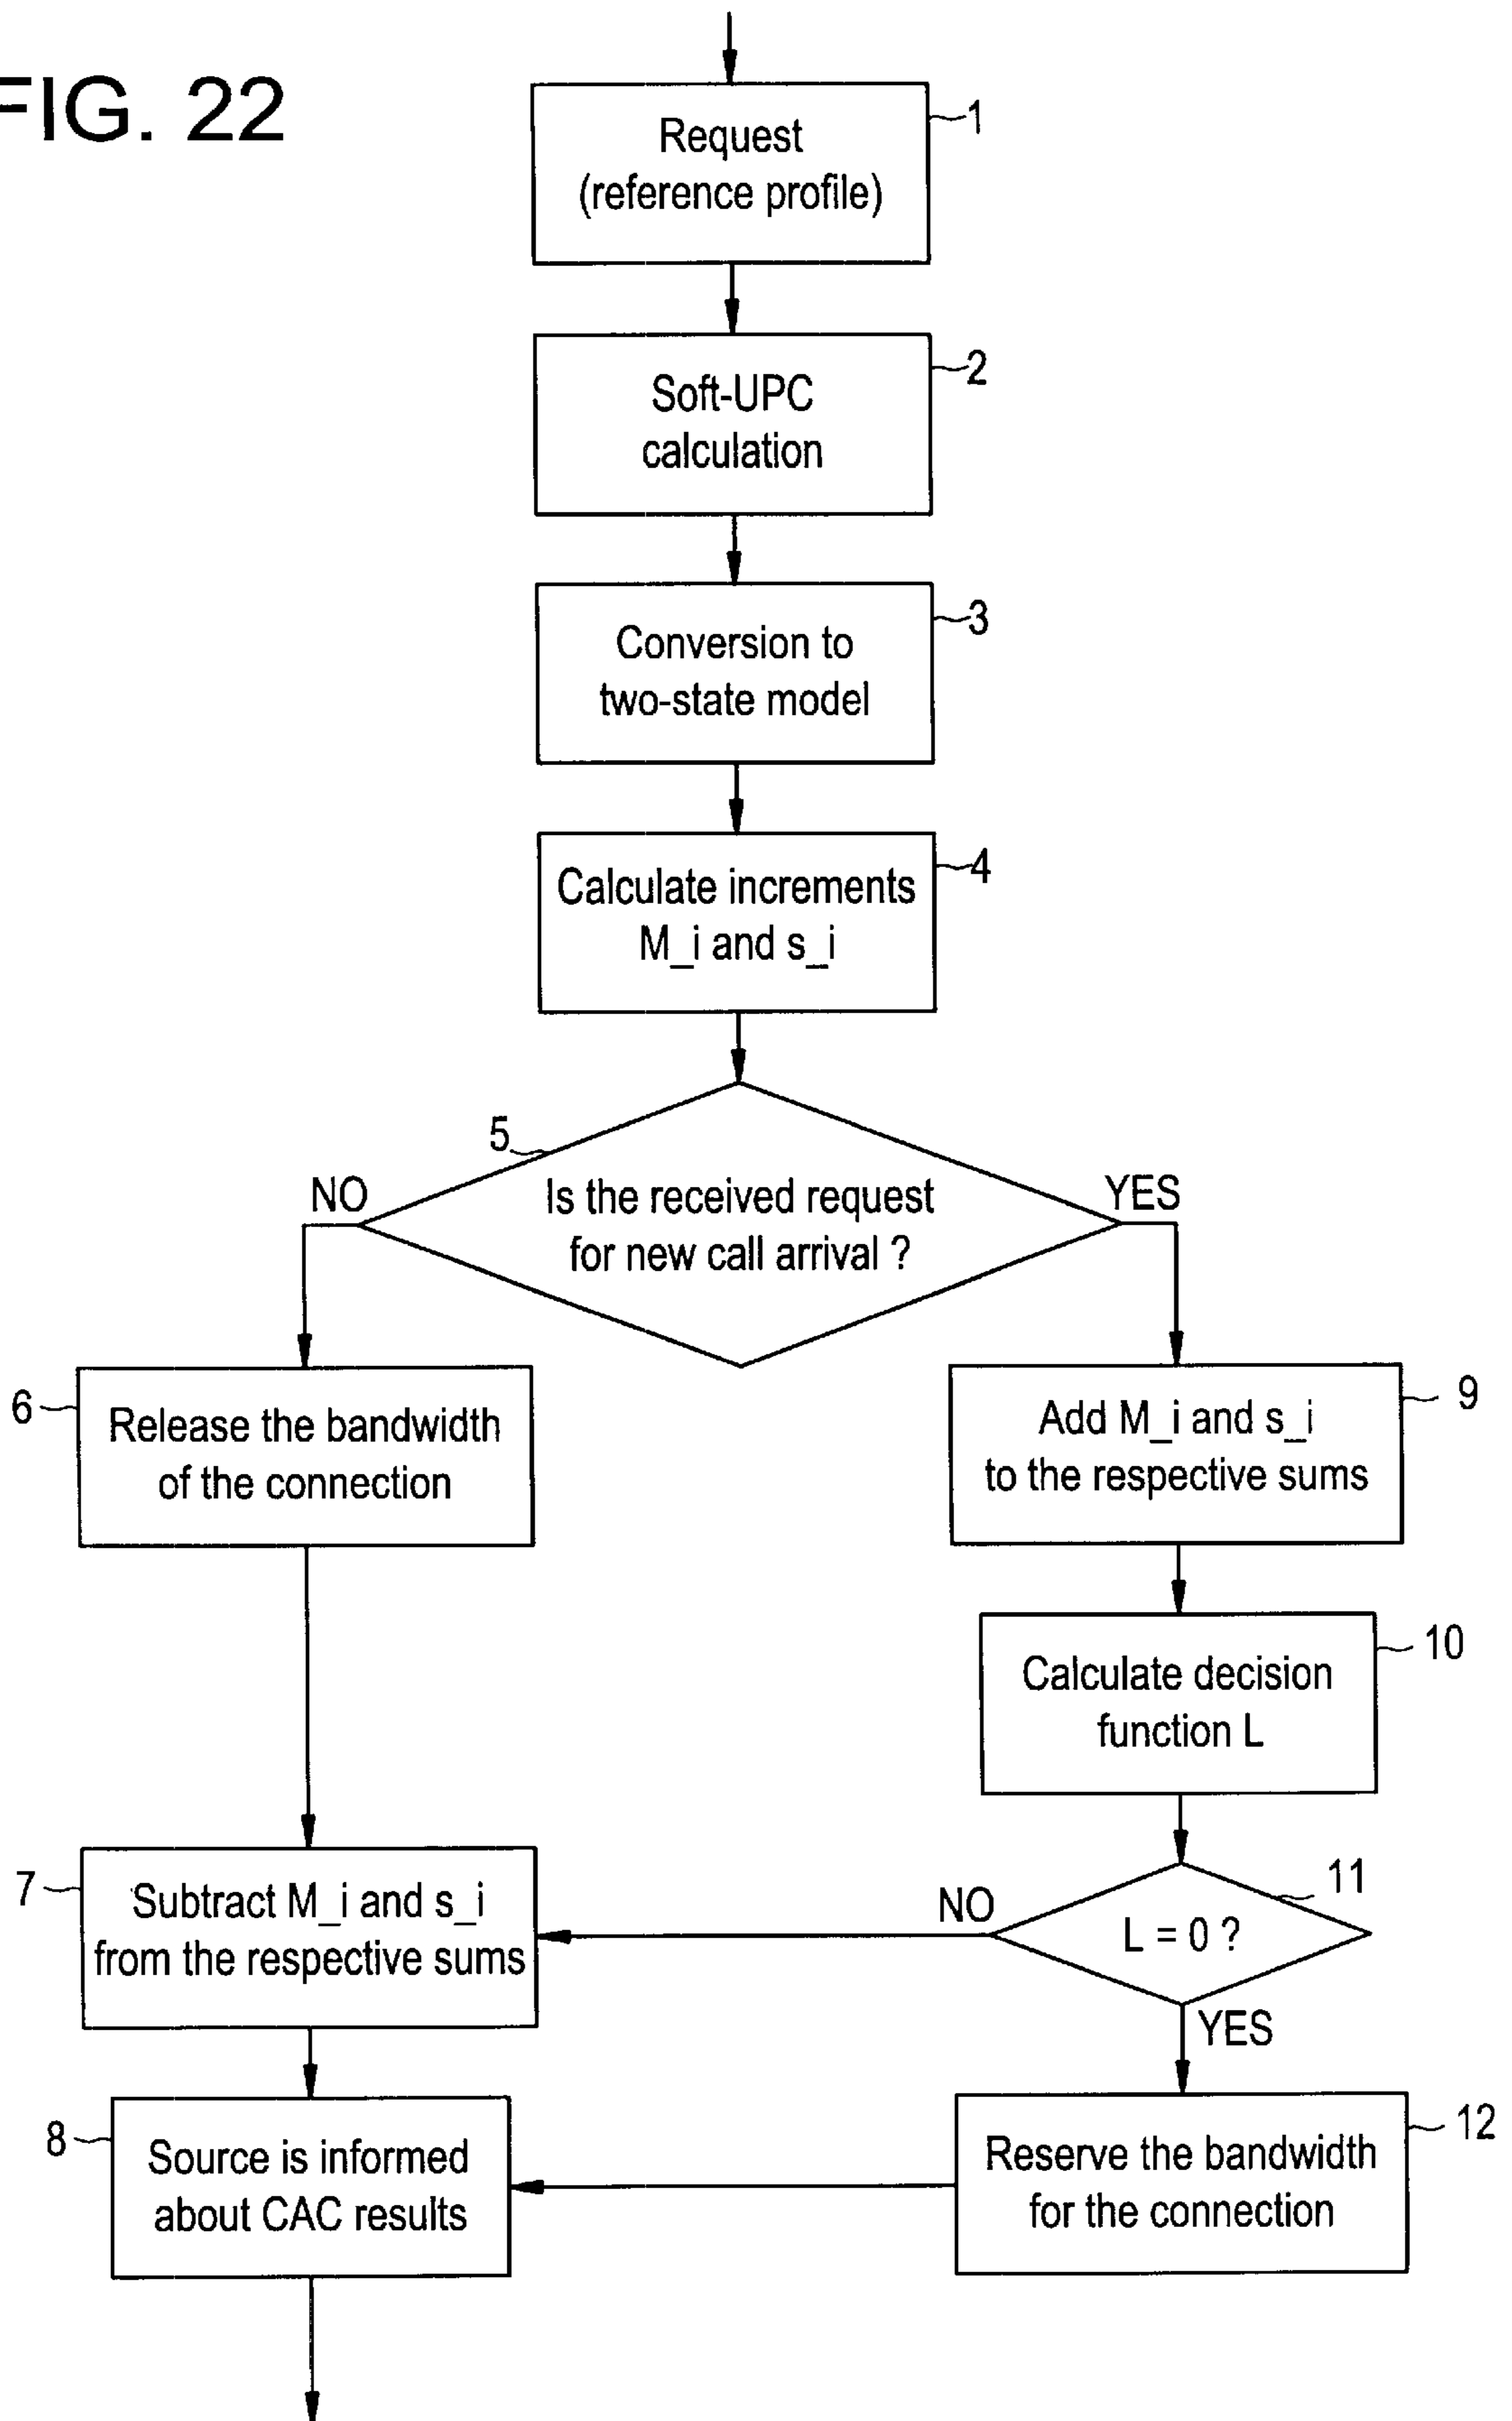 FIG. 22
Request
(reference profile)
1
Soft-UPC
calculation
2
Conversion to
two-state model
3
Calculate increments
M_i and s_i
4
5
Is the received request
for new call arrival ?
NO
YES
6
Release the bandwidth
of the connection
9
Add M_i and s_i
to the respective sums
10
Calculate decision
function L
7
Subtract M_i and s_i
from the respective sums
NO
11
L = 0 ?
YES
8
Source is informed
about CAC results
12
Reserve the bandwidth
for the connection